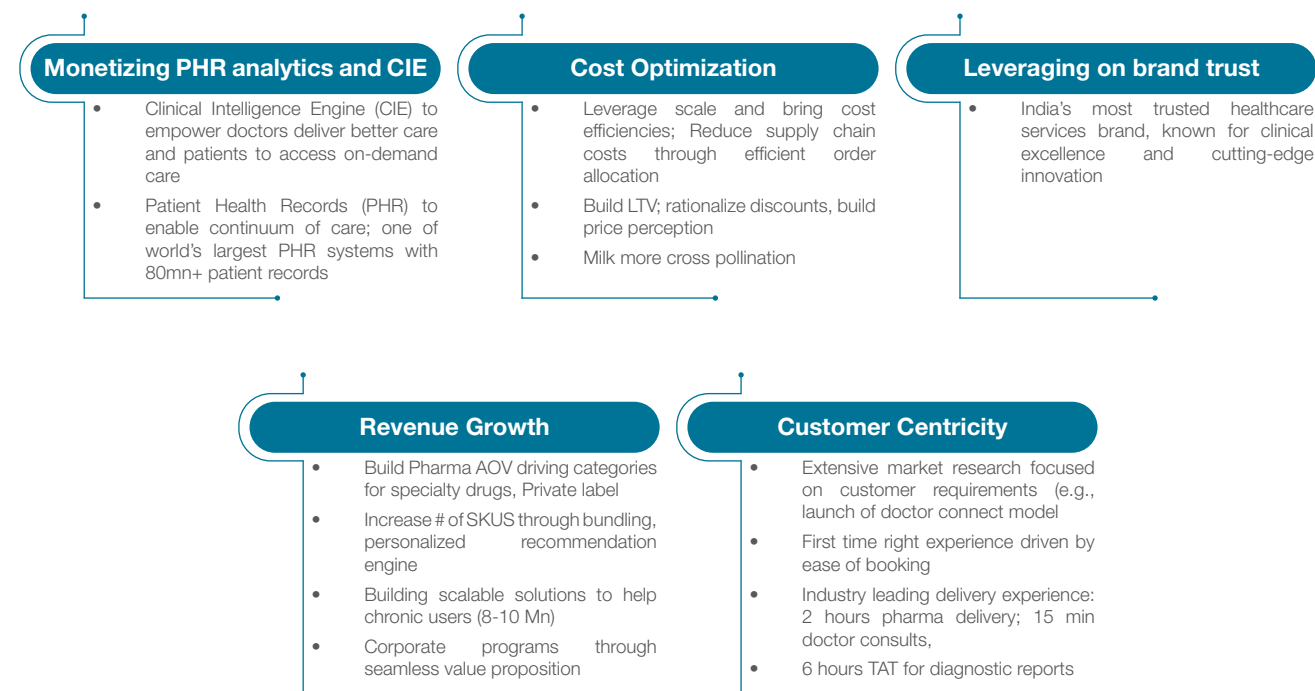 Monetizing PHR analytics and CIE
• Clinical Intelligence Engine (CIE) to
empower doctors deliver better care
and patients to access on-demand
care
• Patient Health Records (PHR) to
enable continuum of care; one of
world's largest PHR systems with
80mn+ patient records
Cost Optimization
• Leverage scale and bring cost
efficiencies; Reduce supply chain
costs through efficient order
allocation
• Build LTV; rationalize discounts, build
price perception
• Milk more cross pollination
Leveraging on brand trust
• India's most trusted healthcare
services brand, known for clinical
excellence and cutting-edge
innovation
Revenue Growth
• Build Pharma AOV driving categories
for specialty drugs, Private label
• Increase # of SKUS through bundling,
personalized recommendation
engine
• Building scalable solutions to help
chronic users (8-10 Mn)
• Corporate programs through
seamless value proposition
Customer Centricity
• Extensive market research focused
on customer requirements (e.g.,
launch of doctor connect model
• First time right experience driven by
ease of booking
• Industry leading delivery experience:
2 hours pharma delivery; 15 min
doctor consults,
• 6 hours TAT for diagnostic reports